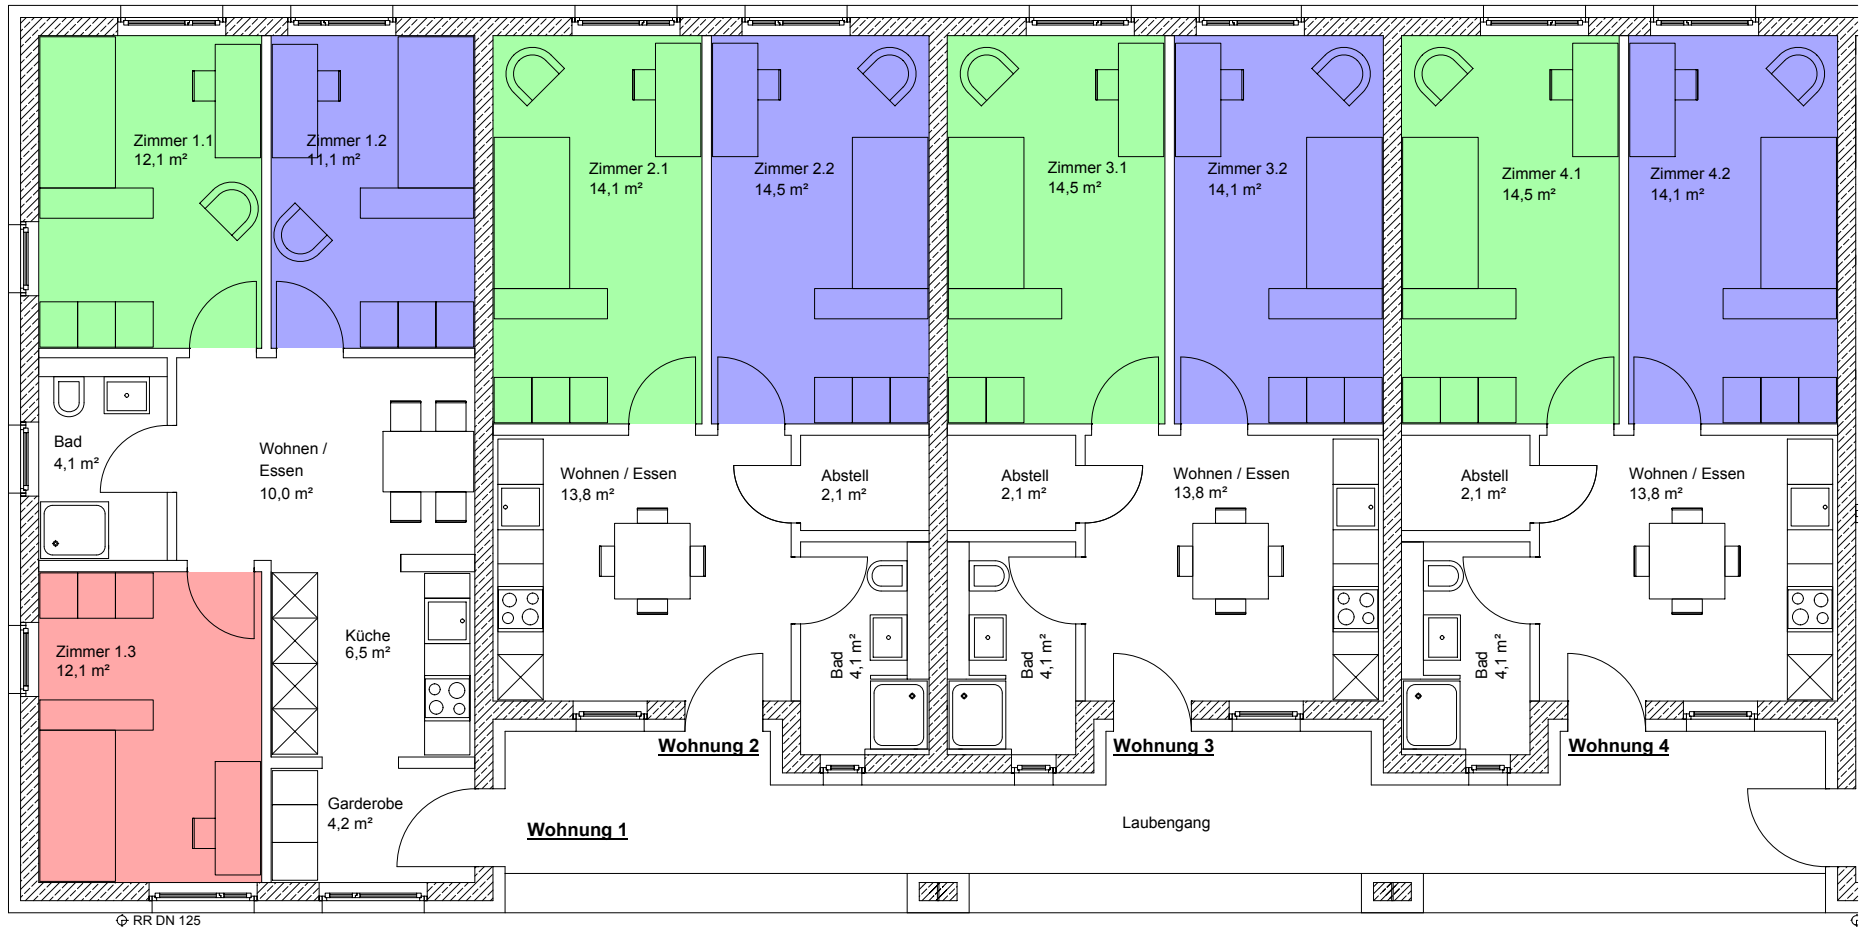 Zimmer 1.1
12,1 m²
Zimmer 1.2
11,1 m²
Zimmer 2.1
14,1 m²
Zimmer 2.2
14,5 m²
Zimmer 3.1
14,5 m²
Zimmer 3.2
14,1 m²
Zimmer 4.1
14,5 m²
Zimmer 4.2
14,1 m²
Bad
4,1 m²
Wohnen /
Essen
10,0 m²
Wohnen / Essen
13,8 m²
Abstell
2,1 m²
Abstell
2,1 m²
Wohnen / Essen
13,8 m²
Abstell
2,1 m²
Wohnen / Essen
13,8 m²
Zimmer 1.3
12,1 m²
Küche
6,5 m²
Bad
4,1 m²
Bad
4,1 m²
Bad
4,1 m²
Wohnung 2
Wohnung 3
Wohnung 4
Garderobe
4,2 m²
Wohnung 1
Laubengang
RR DN 125